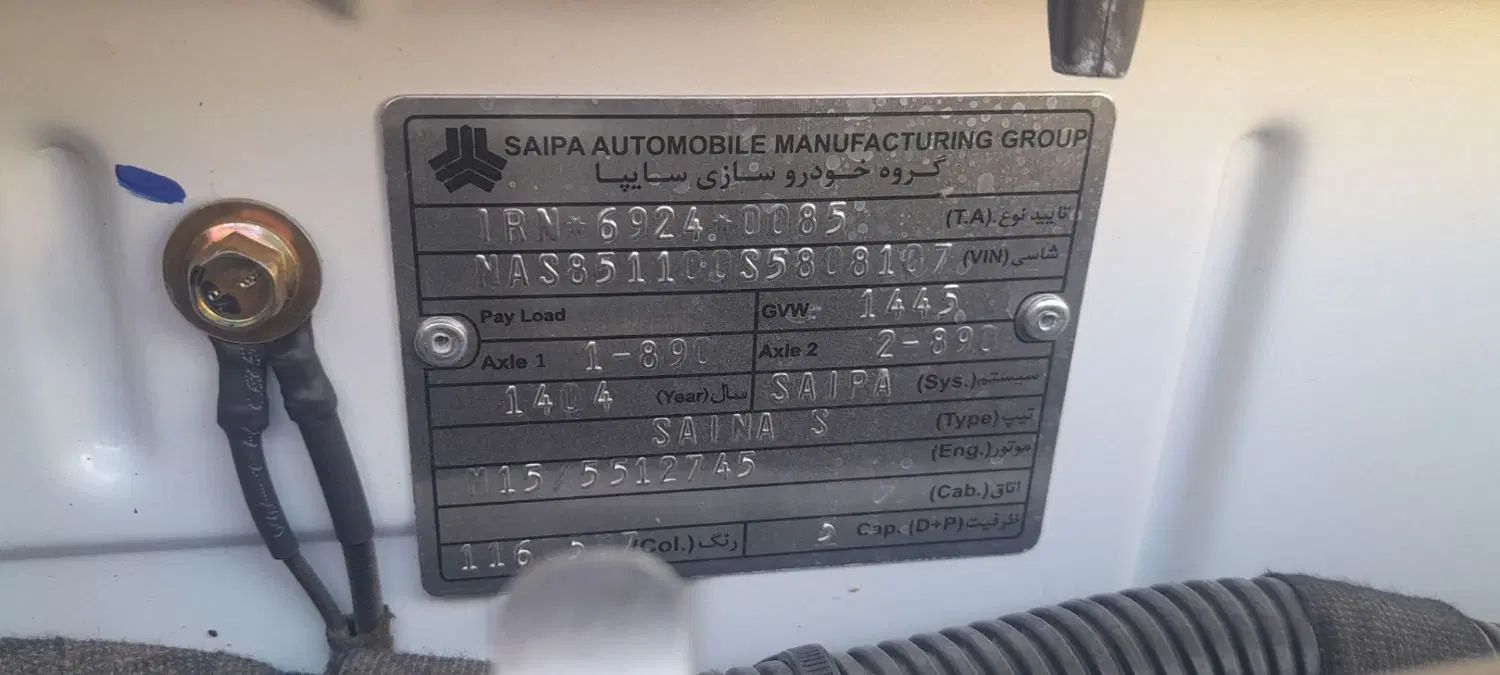 SAIPA AUTOMOBILE MANUFACTURING GROUP
گروه خودرو سازی سایپا
IRN*6924*0085* تایید نوع.(T.A)
NAS851100S5808107 شاسی(VIN)
Pay Load GVW: 1445
Axle 1 1-890 Axle 2 2-890
1404 سال(Year) SAIPA سیستم(Sys.)
SAINA S تیپ(Type)
M15/5512745 موتور(Eng.)
اتاق(Cab.)
116 رنگ(Col.) 5 ظرفیت(D+P) Cap.